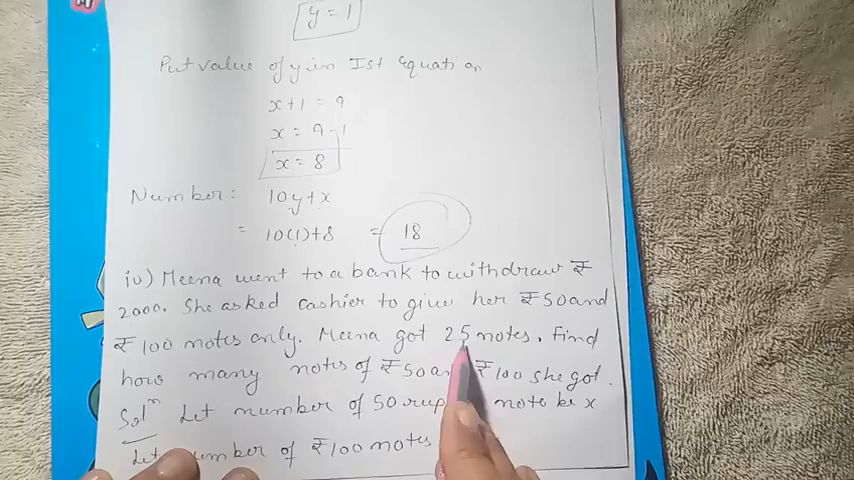 y = 1
Put value of y in Ist Equation
x+1 = 9
x = 9-1
x = 8
Number = 10y+x
= 10(1)+8 = 18
iv) Meena went to a bank to withdraw ₹
2000. She asked cashier to give her ₹50 and
₹100 notes only. Meena got 25 notes. Find
how many notes of ₹50 an ₹100 she got.
Solⁿ Let number of 50 rup note be x
Let number of ₹100 notes